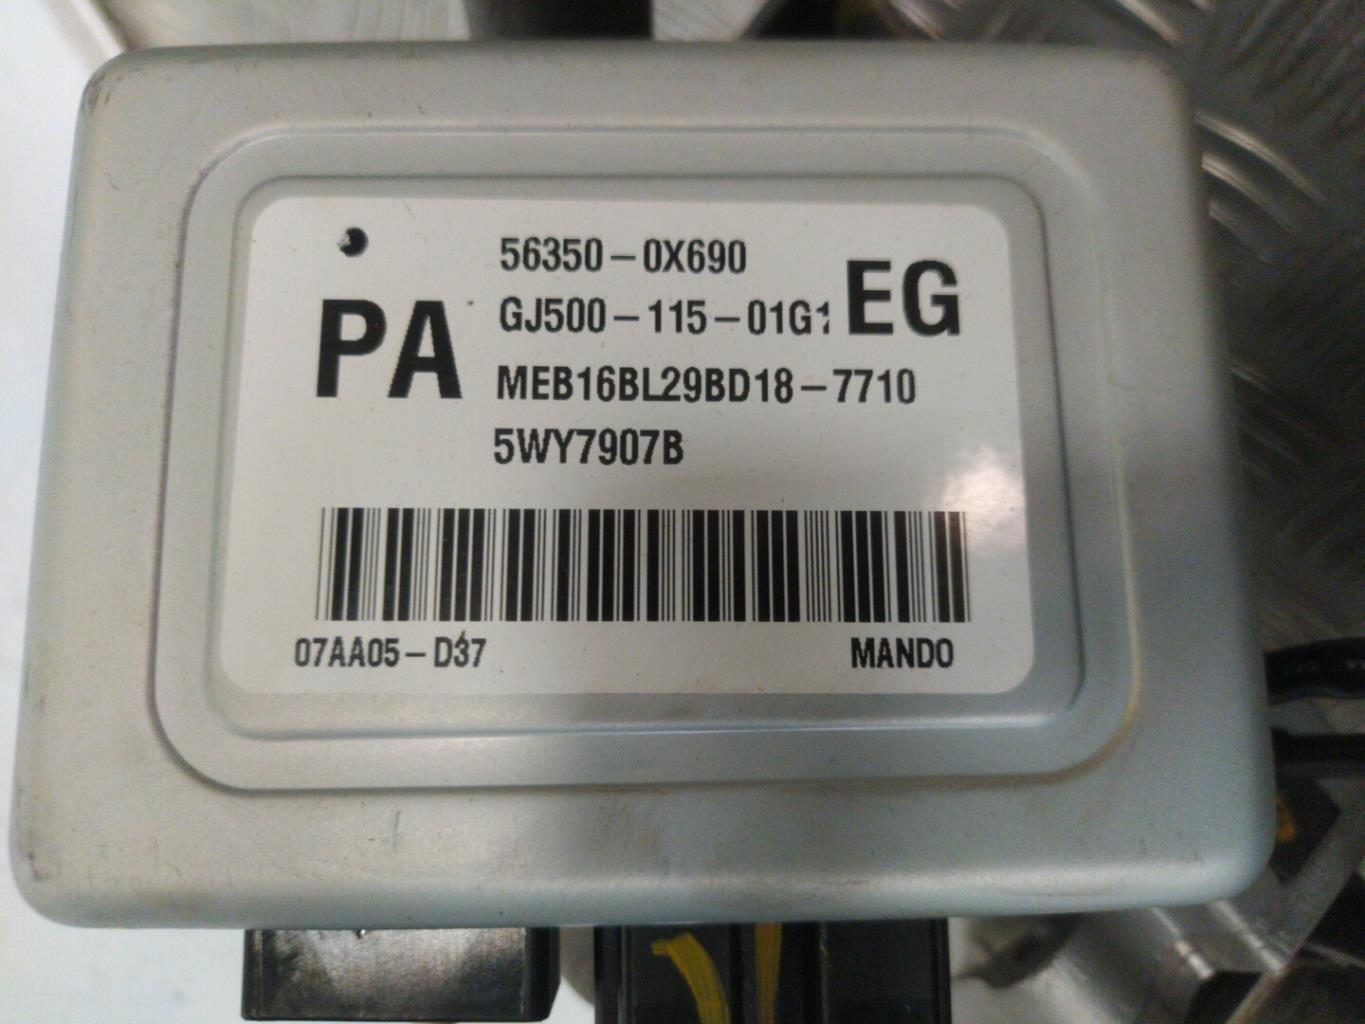 56350-0X690
PA
GJ500-115-01G1
EG
MEB16BL29BD18-7710
5WY7907B
07AA05-D37
MANDO